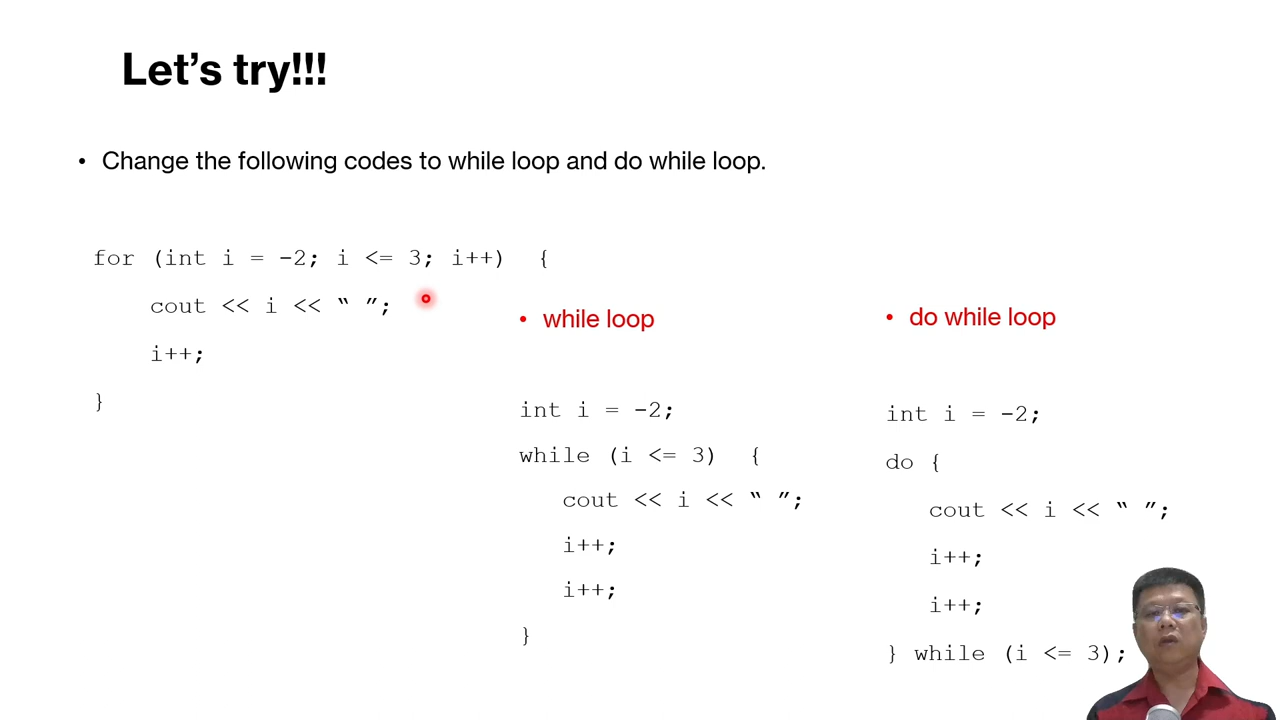 Let’s try!!!
• Change the following codes to while loop and do while loop.
for (int i = -2; i <= 3; i++) {
cout << i << “ ”;
i++;
}
• while loop
int i = -2;
while (i <= 3) {
cout << i << “ ”;
i++;
i++;
}
• do while loop
int i = -2;
do {
cout << i << “ ”;
i++;
i++;
} while (i <= 3);